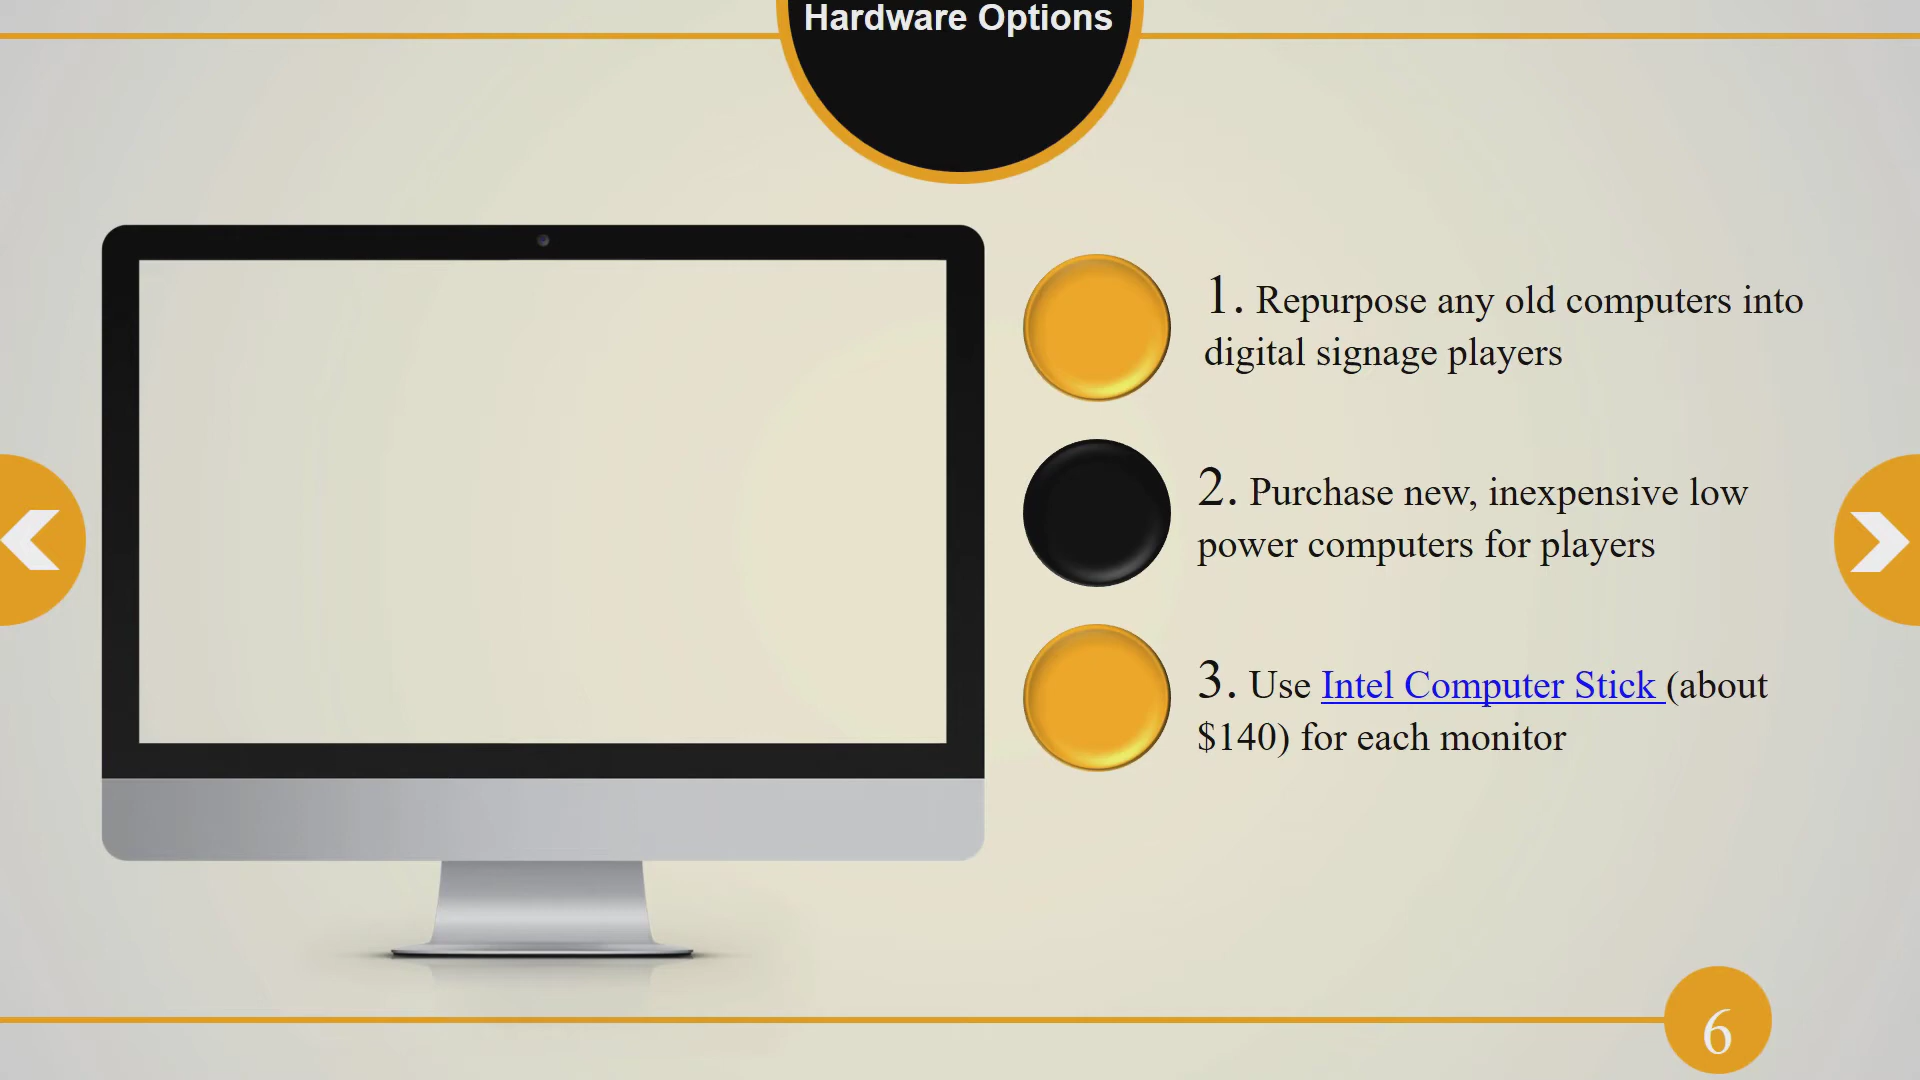 Hardware Options
1. Repurpose any old computers into
digital signage players
2. Purchase new, inexpensive low
power computers for players
3. Use Intel Computer Stick (about
$140) for each monitor
6